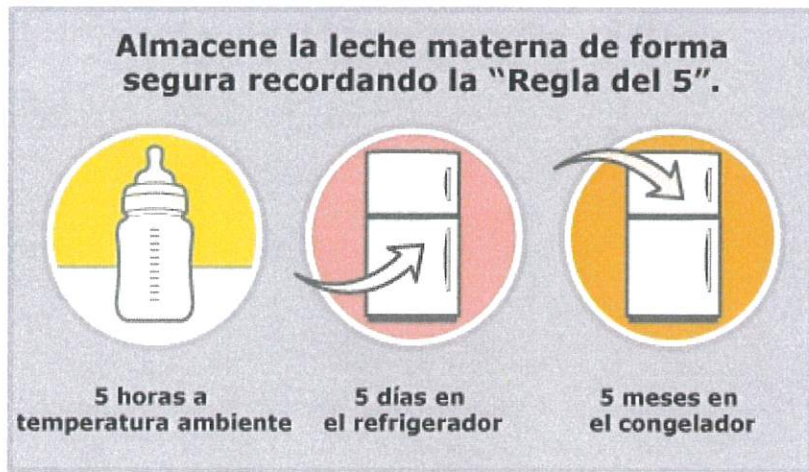 Almacene la leche materna de forma
segura recordando la “Regla del 5”.
5 horas a
temperatura ambiente
5 días en
el refrigerador
5 meses en
el congelador